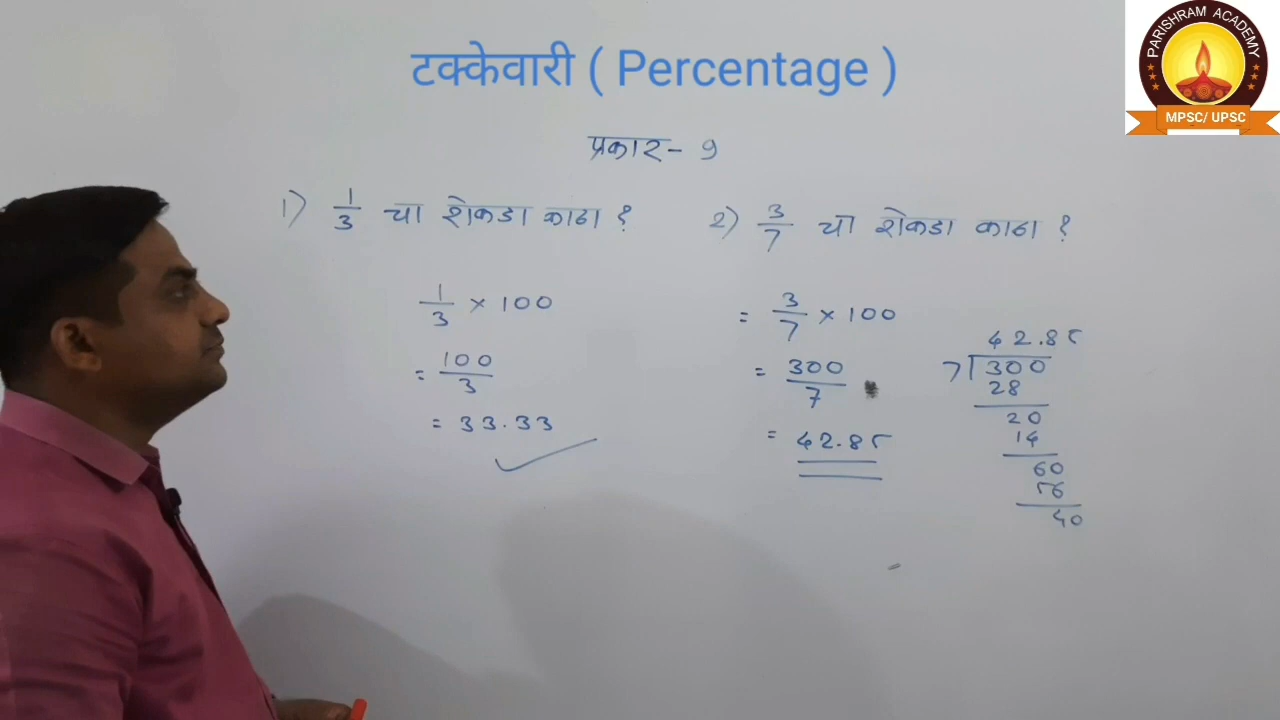 टक्केवारी ( Percentage )
PARISHRAM ACADEMY
MPSC/ UPSC
प्रकार - 9
1) 1/3 चा शेकडा काढा ?
1/3 × 100
= 100/3
= 33.33
2) 3/7 चा शेकडा काढा ?
= 3/7 × 100
= 300/7
= 42.85
42.85
7 300
28
20
14
60
56
40